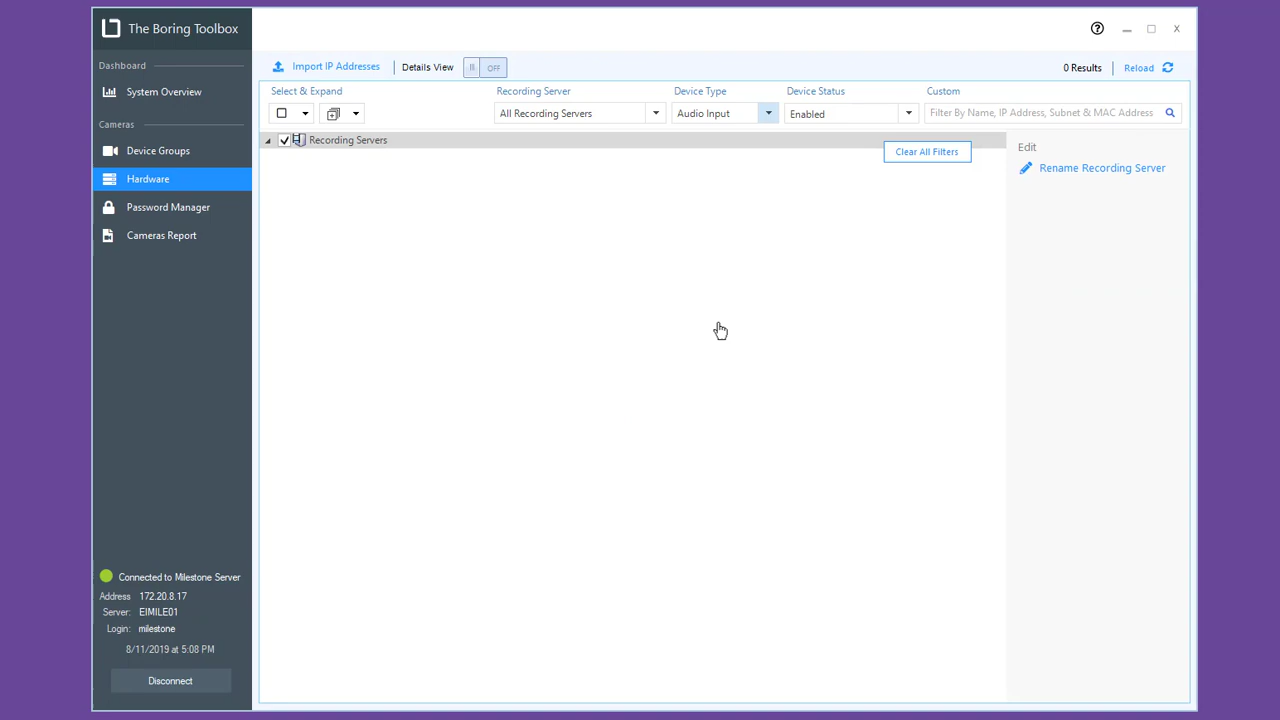 The Boring Toolbox
X
Dashboard
System Overview
Cameras
Device Groups
Hardware
Password Manager
Cameras Report
Connected to Milestone Server
Address 172.20.8.17
Server: EIMILE01
Login: milestone
8/11/2019 at 5:08 PM
Disconnect
Import IP Addresses
Details View
OFF
0 Results
Reload
Select & Expand
Recording Server
Device Type
Device Status
Custom
All Recording Servers
Audio Input
Enabled
Filter By Name, IP Address, Subnet & MAC Address
Recording Servers
Clear All Filters
Edit
Rename Recording Server